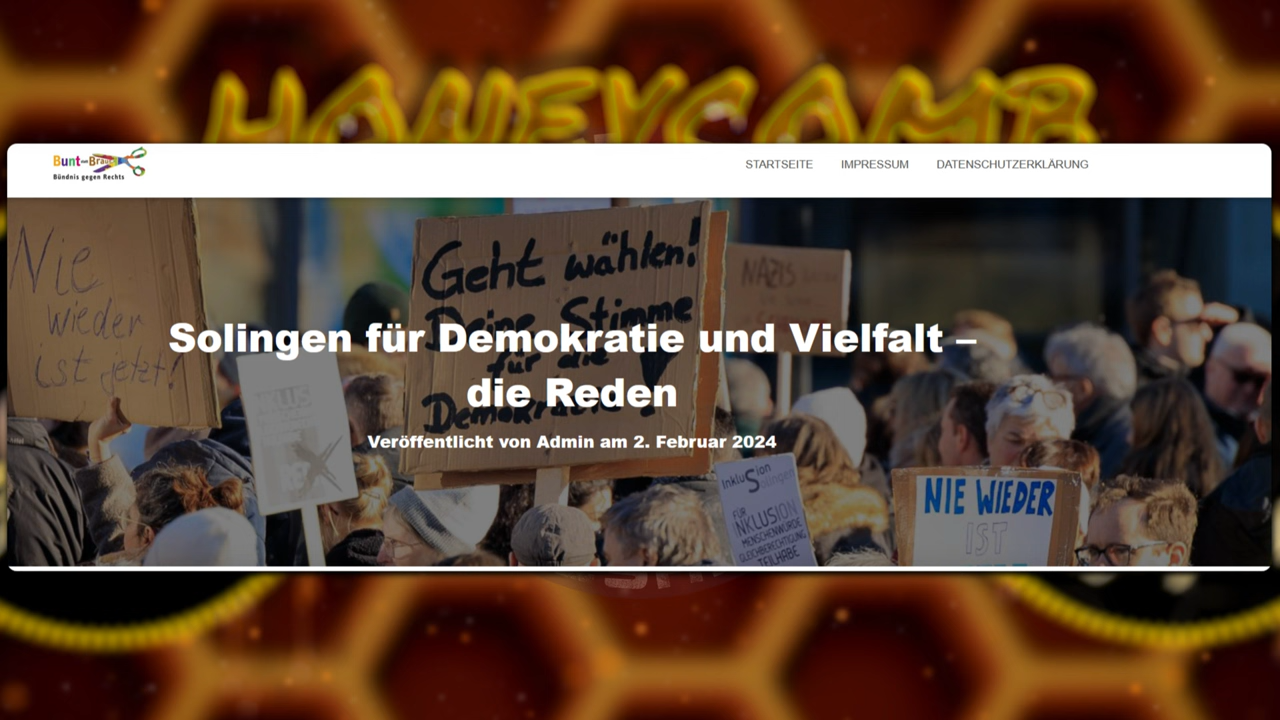 HONEYCOMB
Bunt statt Braun
Bündnis gegen Rechts
STARTSEITE IMPRESSUM DATENSCHUTZERKLÄRUNG
Nie
wieder
ist jetzt!
Geht wählen!
Deine Stimme
für die
Demokratie!
NAZIS
Solingen für Demokratie und Vielfalt –
die Reden
Veröffentlicht von Admin am 2. Februar 2024
InkluSion
Solingen
FÜR
INKLUSION
MENSCHENWÜRDE
GLEICHBERECHTIGUNG
TEILHABE
NIE WIEDER
IST